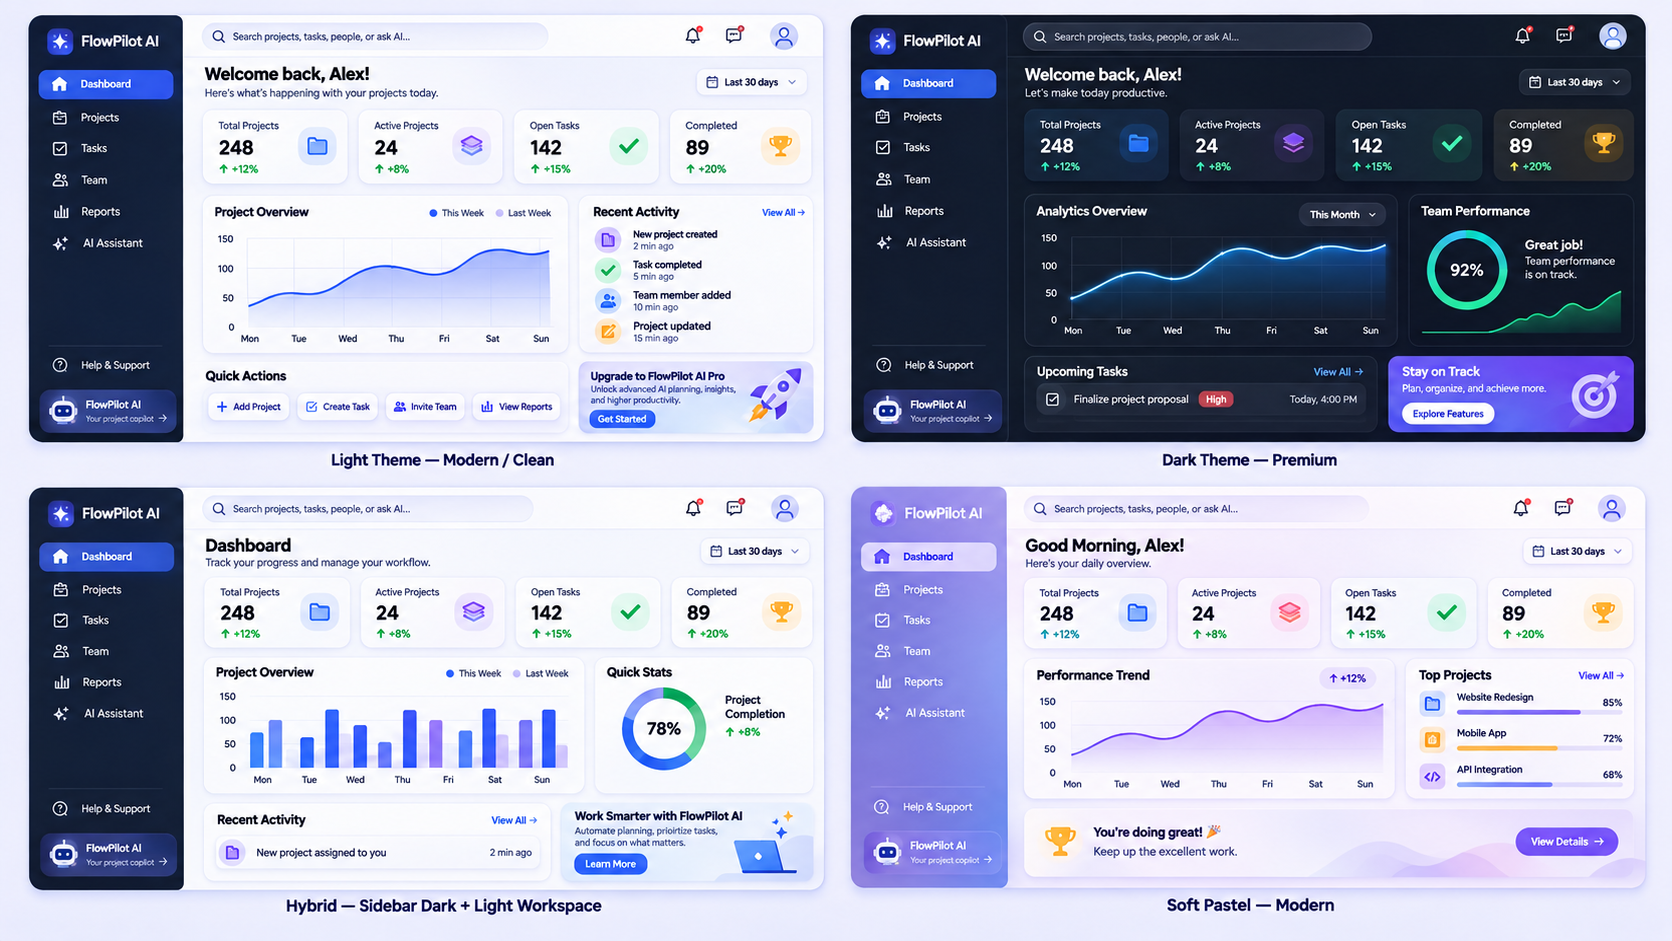 FlowPilot AI
Dashboard
Projects
Tasks
Team
Reports
AI Assistant
Help & Support
FlowPilot AI
Your project copilot →
Search projects, tasks, people, or ask AI...
Welcome back, Alex!
Here's what's happening with your projects today.
Last 30 days
Total Projects
248
↑ +12%
Active Projects
24
↑ +8%
Open Tasks
142
↑ +15%
Completed
89
↑ +20%
Project Overview
This Week
Last Week
150
100
50
0
Mon Tue Wed Thu Fri Sat Sun
Recent Activity
View All →
New project created
2 min ago
Task completed
5 min ago
Team member added
10 min ago
Project updated
15 min ago
Quick Actions
+ Add Project
Create Task
Invite Team
View Reports
Upgrade to FlowPilot AI Pro
Unlock advanced AI planning, insights,
and higher productivity.
Get Started
Light Theme — Modern / Clean
FlowPilot AI
Dashboard
Projects
Tasks
Team
Reports
AI Assistant
Help & Support
FlowPilot AI
Your project copilot →
Search projects, tasks, people, or ask AI...
Welcome back, Alex!
Let's make today productive.
Last 30 days
Total Projects
248
↑ +12%
Active Projects
24
↑ +8%
Open Tasks
142
↑ +15%
Completed
89
↑ +20%
Analytics Overview
This Month
150
100
50
0
Mon Tue Wed Thu Fri Sat Sun
Team Performance
92%
Great job!
Team performance
is on track.
Upcoming Tasks
View All →
Finalize project proposal
High
Today, 4:00 PM
Stay on Track
Plan, organize, and achieve more.
Explore Features
Dark Theme — Premium
FlowPilot AI
Dashboard
Projects
Tasks
Team
Reports
AI Assistant
Help & Support
FlowPilot AI
Your project copilot →
Search projects, tasks, people, or ask AI...
Dashboard
Track your progress and manage your workflow.
Last 30 days
Total Projects
248
↑ +12%
Active Projects
24
↑ +8%
Open Tasks
142
↑ +15%
Completed
89
↑ +20%
Project Overview
This Week
Last Week
150
100
50
0
Mon Tue Wed Thu Fri Sat Sun
Quick Stats
78%
Project
Completion
↑ +8%
Recent Activity
View All →
New project assigned to you
2 min ago
Work Smarter with FlowPilot AI
Automate planning, prioritize tasks,
and focus on what matters.
Learn More
Hybrid — Sidebar Dark + Light Workspace
FlowPilot AI
Dashboard
Projects
Tasks
Team
Reports
AI Assistant
Help & Support
FlowPilot AI
Your project copilot →
Search projects, tasks, people, or ask AI...
Good Morning, Alex!
Here's your daily overview.
Last 30 days
Total Projects
248
↑ +12%
Active Projects
24
↑ +8%
Open Tasks
142
↑ +15%
Completed
89
↑ +20%
Performance Trend
↑ +12%
150
100
50
0
Mon Tue Wed Thu Fri Sat Sun
Top Projects
View All →
Website Redesign
85%
Mobile App
72%
API Integration
68%
You're doing great! 🎉
Keep up the excellent work.
View Details →
Soft Pastel — Modern